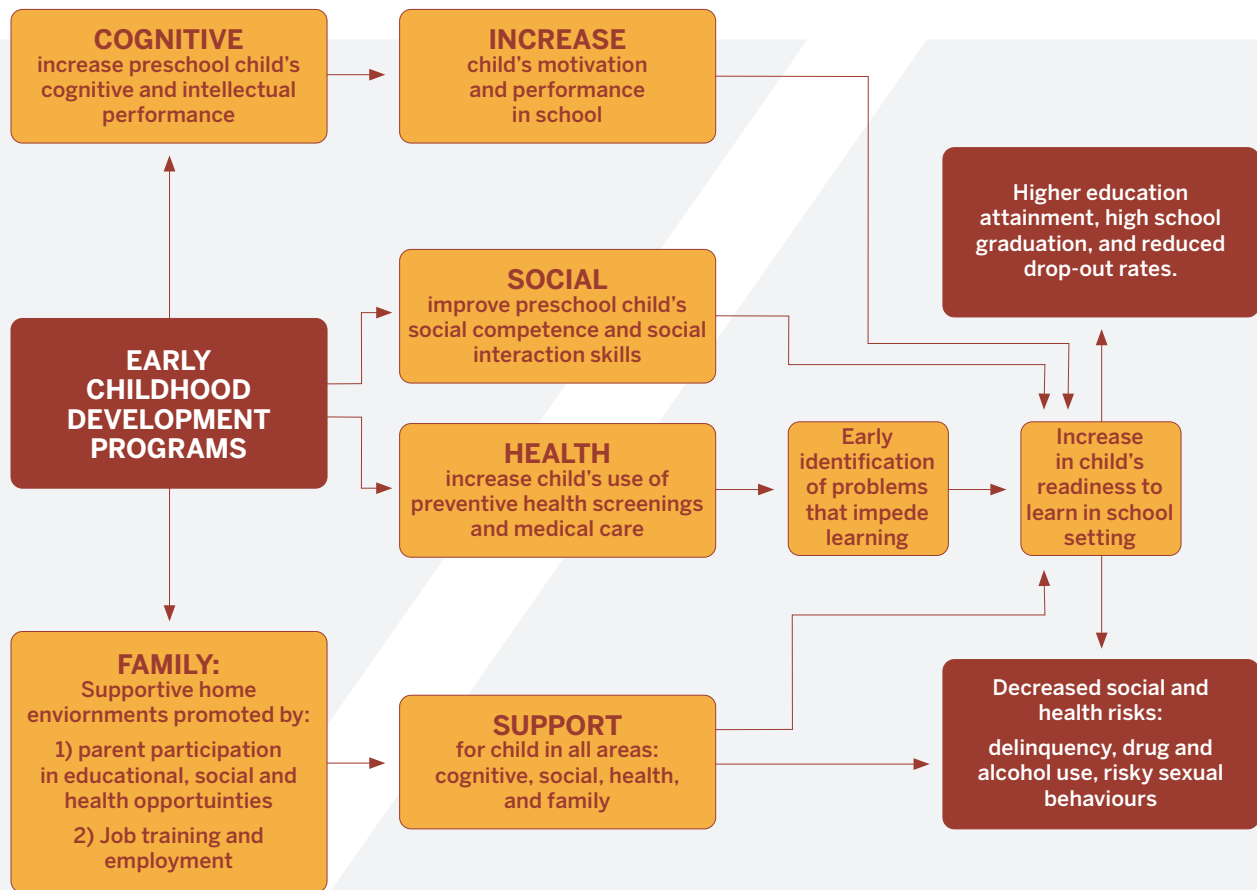 COGNITIVE
increase preschool child's
cognitive and intellectual
performance
INCREASE
child's motivation
and performance
in school
Higher education
attainment, high school
graduation, and reduced
drop-out rates.
SOCIAL
improve preschool child's
social competence and social
interaction skills
EARLY
CHILDHOOD
DEVELOPMENT
PROGRAMS
HEALTH
increase child's use of
preventive health screenings
and medical care
Early
identification
of problems
that impede
learning
Increase
in child's
readiness to
learn in school
setting
FAMILY:
Supportive home
enviornments promoted by:
1) parent participation
in educational, social and
health opportuinties
2) Job training and
employment
SUPPORT
for child in all areas:
cognitive, social, health,
and family
Decreased social and
health risks:
delinquency, drug and
alcohol use, risky sexual
behaviours